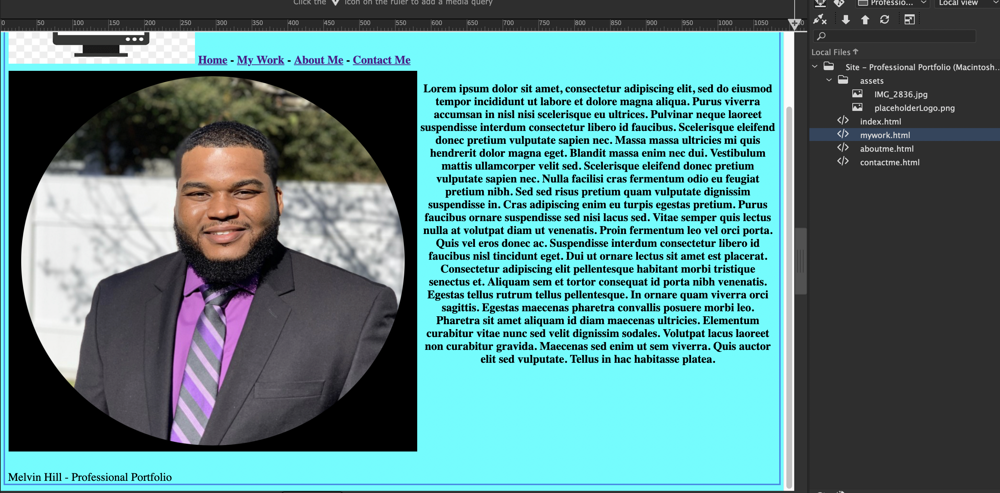 Click the icon on the ruler to add a media query
Professio... Local view
0 50 100 150 200 250 300 350 400 450 500 550 600 650 700 750 800 850 900 950 1000 1050 00
Home - My Work - About Me - Contact Me
Lorem ipsum dolor sit amet, consectetur adipiscing elit, sed do eiusmod
tempor incididunt ut labore et dolore magna aliqua. Purus viverra
accumsan in nisl nisi scelerisque eu ultrices. Pulvinar neque laoreet
suspendisse interdum consectetur libero id faucibus. Scelerisque eleifend
donec pretium vulputate sapien nec. Massa massa ultricies mi quis
hendrerit dolor magna eget. Blandit massa enim nec dui. Vestibulum
mattis ullamcorper velit sed. Scelerisque eleifend donec pretium
vulputate sapien nec. Nulla facilisi cras fermentum odio eu feugiat
pretium nibh. Sed sed risus pretium quam vulputate dignissim
suspendisse in. Cras adipiscing enim eu turpis egestas pretium. Purus
faucibus ornare suspendisse sed nisi lacus sed. Vitae semper quis lectus
nulla at volutpat diam ut venenatis. Proin fermentum leo vel orci porta.
Quis vel eros donec ac. Suspendisse interdum consectetur libero id
faucibus nisl tincidunt eget. Dui ut ornare lectus sit amet est placerat.
Consectetur adipiscing elit pellentesque habitant morbi tristique
senectus et. Aliquam sem et tortor consequat id porta nibh venenatis.
Egestas tellus rutrum tellus pellentesque. In ornare quam viverra orci
sagittis. Egestas maecenas pharetra convallis posuere morbi leo.
Pharetra sit amet aliquam id diam maecenas ultricies. Elementum
curabitur vitae nunc sed velit dignissim sodales. Volutpat lacus laoreet
non curabitur gravida. Maecenas sed enim ut sem viverra. Quis auctor
elit sed vulputate. Tellus in hac habitasse platea.
Melvin Hill - Professional Portfolio
Local Files
Site – Professional Portfolio (Macintosh...
assets
IMG_2836.jpg
placeholderLogo.png
index.html
mywork.html
aboutme.html
contactme.html